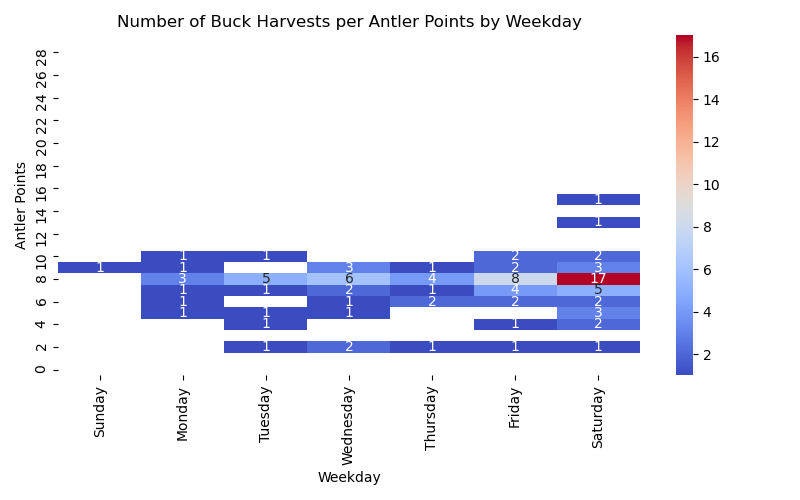 Number of Buck Harvests per Antler Points by Weekday
Antler Points
28
26
24
22
20
18
16
14
12
10
8
6
4
2
0
1
1
1 1 2 2
1 1 3 1 2 3
3 5 6 4 8 17
1 1 2 1 4 5
1 1 2 2 2
1 1 1 3
1 1 2
1 2 1 1 1
Sunday Monday Tuesday Wednesday Thursday Friday Saturday
Weekday
16
14
12
10
8
6
4
2